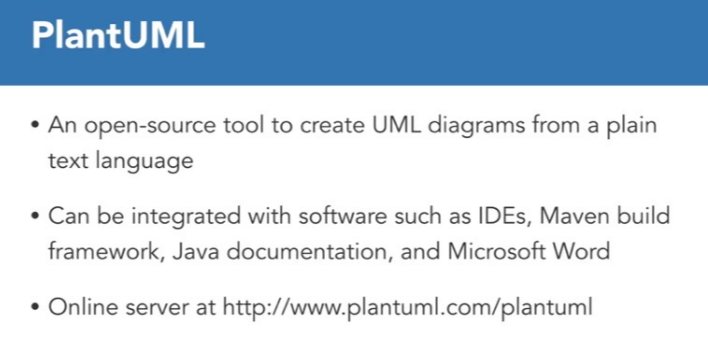 PlantUML
• An open-source tool to create UML diagrams from a plain
text language
• Can be integrated with software such as IDEs, Maven build
framework, Java documentation, and Microsoft Word
• Online server at http://www.plantuml.com/plantuml